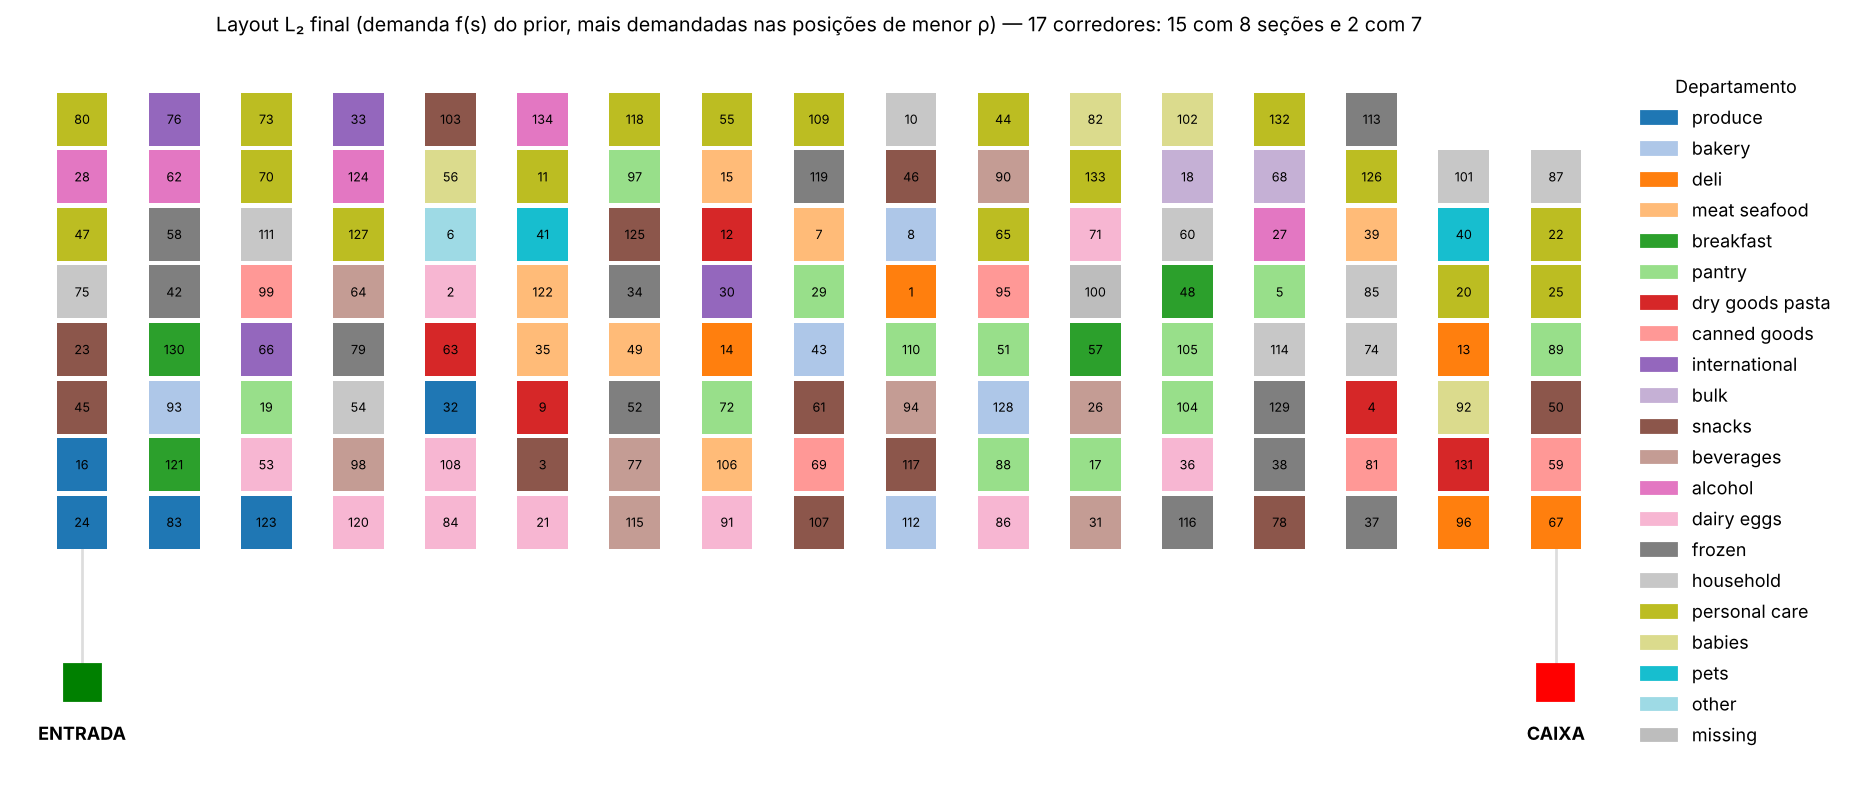 Layout L₂ final (demanda f(s) do prior, mais demandadas nas posições de menor ρ) — 17 corredores: 15 com 8 seções e 2 com 7
80 76 73 33 103 134 118 55 109 10 44 82 102 132 113
28 62 70 124 56 11 97 15 119 46 90 133 18 68 126 101 87
47 58 111 127 6 41 125 12 7 8 65 71 60 27 39 40 22
75 42 99 64 2 122 34 30 29 1 95 100 48 5 85 20 25
23 130 66 79 63 35 49 14 43 110 51 57 105 114 74 13 89
45 93 19 54 32 9 52 72 61 94 128 26 104 129 4 92 50
16 121 53 98 108 3 77 106 69 117 88 17 36 38 81 131 59
24 83 123 120 84 21 115 91 107 112 86 31 116 78 37 96 67
ENTRADA
CAIXA
Departamento
produce
bakery
deli
meat seafood
breakfast
pantry
dry goods pasta
canned goods
international
bulk
snacks
beverages
alcohol
dairy eggs
frozen
household
personal care
babies
pets
other
missing